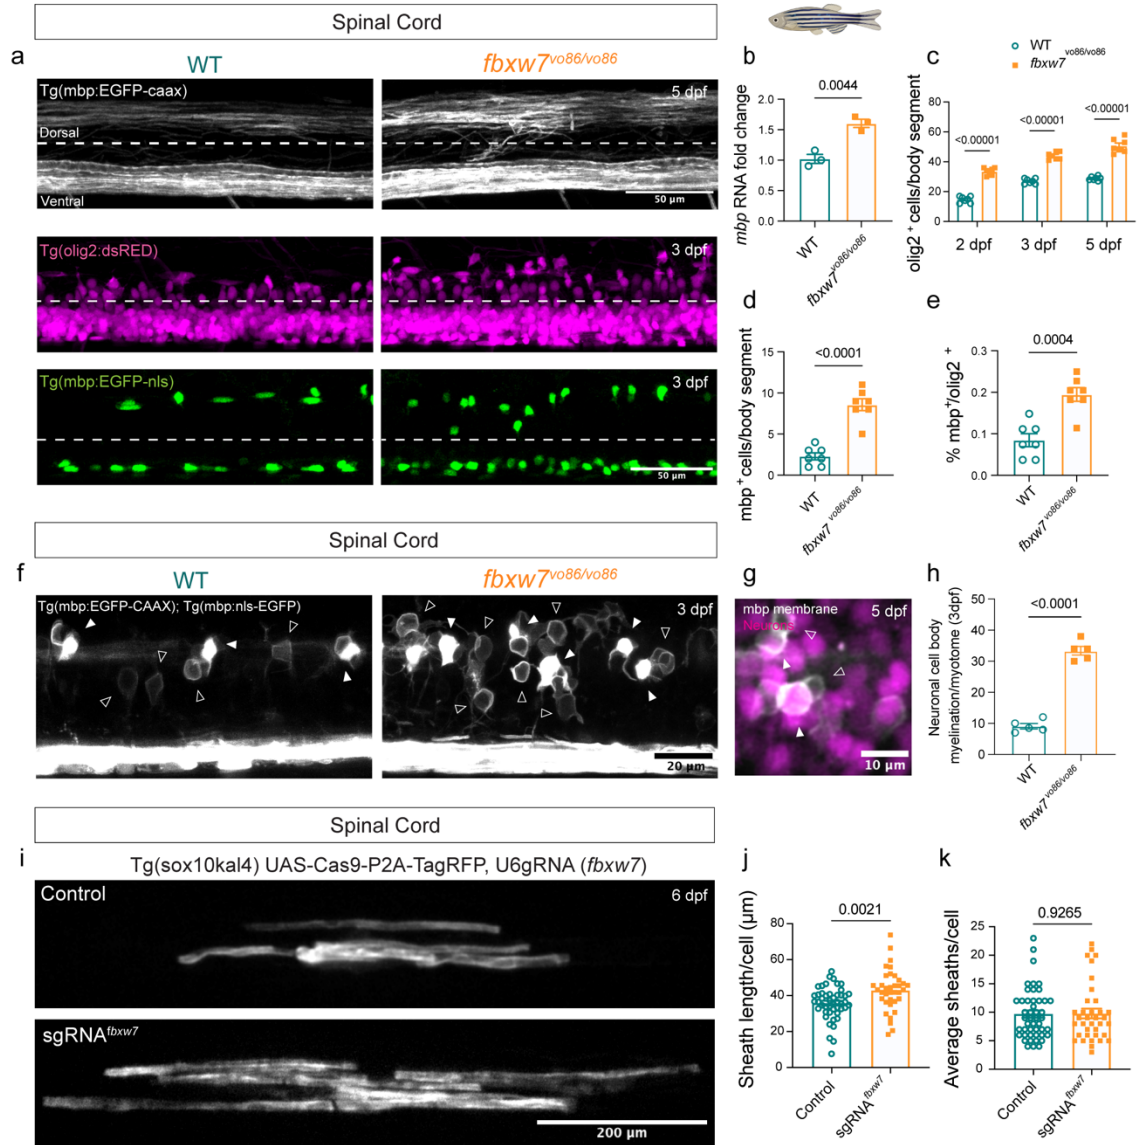 Spinal Cord
a
WT
fbxw7vo86/vo86
Tg(mbp:EGFP-caax)
5 dpf
Dorsal
Ventral
50 µm
Tg(olig2:dsRED)
3 dpf
Tg(mbp:EGFP-nls)
3 dpf
50 µm
b
mbp RNA fold change
2.0
1.5
1.0
0.5
0.0
0.0044
WT
fbxw7vo86/vo86
c
WT
fbxw7vo86/vo86
olig2+ cells/body segment
80
60
40
20
0
<0.00001
<0.00001
<0.00001
2 dpf
3 dpf
5 dpf
d
mbp+cells/body segment
15
10
5
0
<0.0001
WT
fbxw7vo86/vo86
e
% mbp+/olig2 +
0.3
0.2
0.1
0.0
0.0004
WT
fbxw7vo86/vo86
Spinal Cord
f
WT
fbxw7vo86/vo86
Tg(mbp:EGFP-CAAX); Tg(mbp:nls-EGFP)
3 dpf
20 µm
g
mbp membrane
5 dpf
Neurons
10 µm
h
Neuronal cell body
myelination/myotome (3dpf)
50
40
30
20
10
0
<0.0001
WT
fbxw7vo86/vo86
Spinal Cord
i
Tg(sox10kal4) UAS-Cas9-P2A-TagRFP, U6gRNA (fbxw7)
Control
6 dpf
sgRNAfbxw7
200 µm
j
Sheath length/cell (µm)
80
60
40
20
0
0.0021
Control
sgRNAfbxw7
k
Average sheaths/cell
25
20
15
10
5
0
0.9265
Control
sgRNAfbxw7